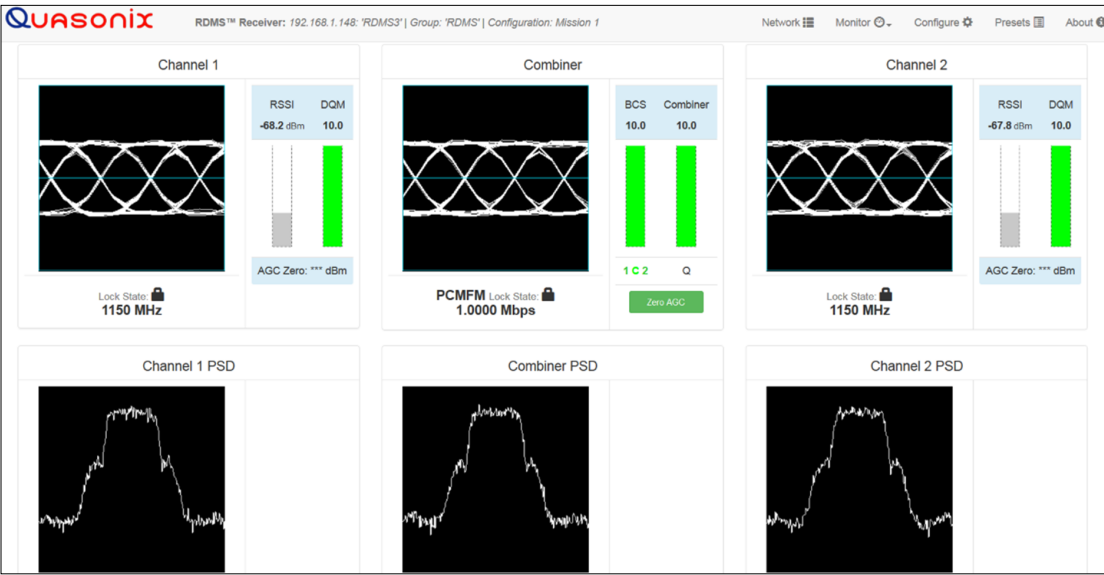 QUASONIX RDMS™ Receiver: 192.168.1.148: 'RDMS3' | Group: 'RDMS' | Configuration: Mission 1 Network Monitor Configure Presets About
Channel 1
RSSI DQM
-68.2 dBm 10.0
AGC Zero: *** dBm
Lock State:
1150 MHz
Combiner
BCS Combiner
10.0 10.0
1 C 2 Q
Zero AGC
PCMFM Lock State:
1.0000 Mbps
Channel 2
RSSI DQM
-67.8 dBm 10.0
AGC Zero: *** dBm
Lock State:
1150 MHz
Channel 1 PSD
Combiner PSD
Channel 2 PSD